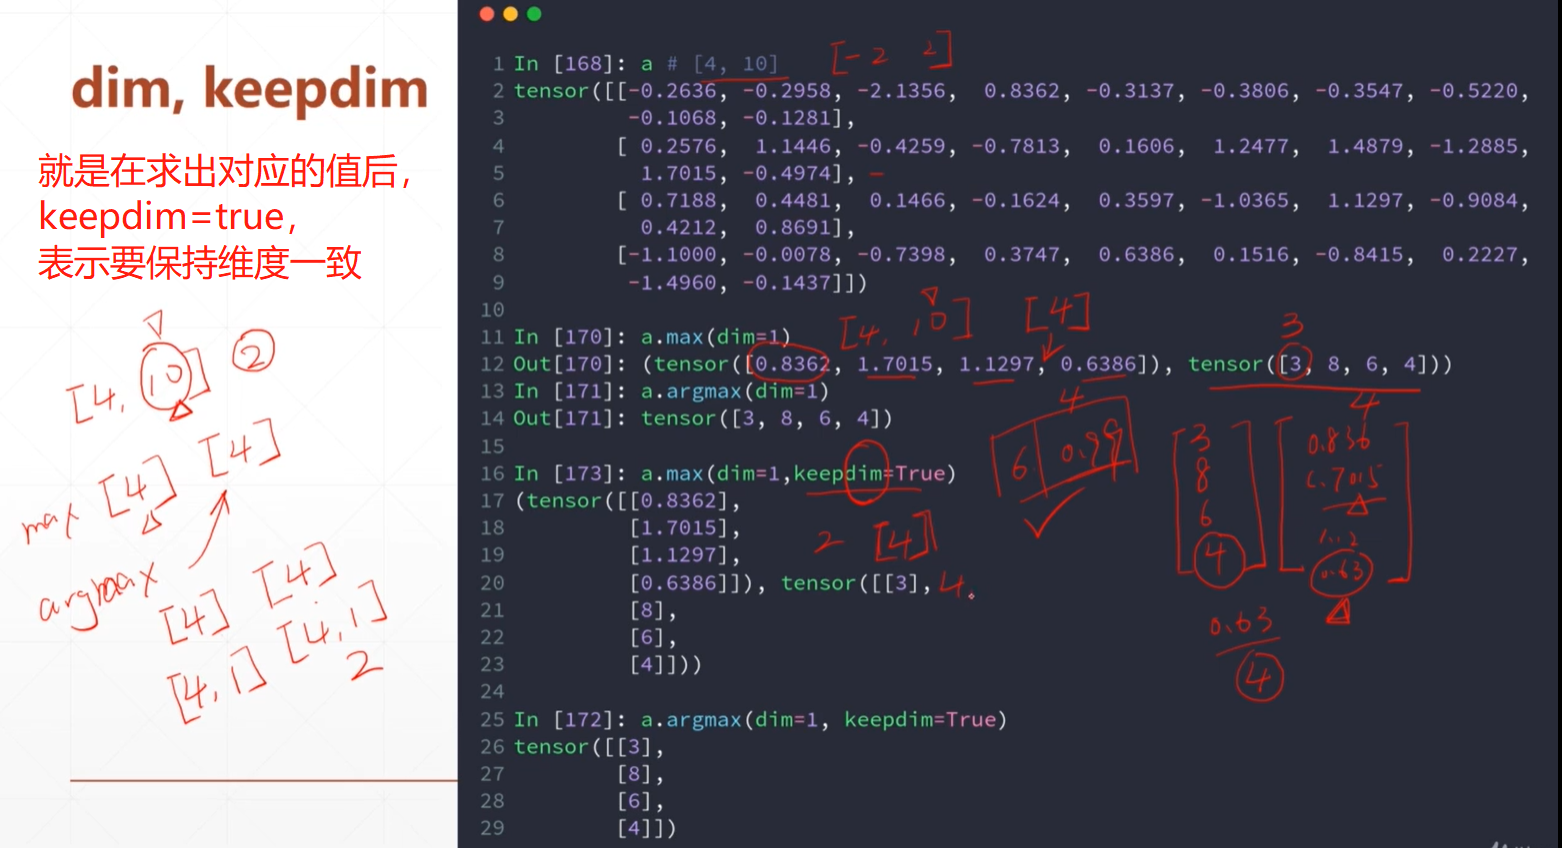 dim, keepdim
就是在求出对应的值后，
keepdim=true，
表示要保持维度一致
[4, 10] 2
max [4] [4]
argmax
[4] [4]
[4,1] [4,1]
2
[-2 2]
1 In [168]: a # [4, 10]
2 tensor([[-0.2636, -0.2958, -2.1356,  0.8362, -0.3137, -0.3806, -0.3547, -0.5220,
3 -0.1068, -0.1281],
4 [ 0.2576,  1.1446, -0.4259, -0.7813,  0.1606,  1.2477,  1.4879, -1.2885,
5 1.7015, -0.4974],
6 [ 0.7188,  0.4481,  0.1466, -0.1624,  0.3597, -1.0365,  1.1297, -0.9084,
7 0.4212,  0.8691],
8 [-1.1000, -0.0078, -0.7398,  0.3747,  0.6386,  0.1516, -0.8415,  0.2227,
9 -1.4960, -0.1437]])
10
[4, 10] [4] 3
11 In [170]: a.max(dim=1)
12 Out[170]: (tensor([0.8362, 1.7015, 1.1297, 0.6386]), tensor([3, 8, 6, 4]))
13 In [171]: a.argmax(dim=1)
14 Out[171]: tensor([3, 8, 6, 4])
4 4
15
6 0.99
3 0.836
8 1.7015
6 1.12
4 0.63
16 In [173]: a.max(dim=1,keepdim=True)
17 (tensor([[0.8362],
18 [1.7015],
2 [4]
19 [1.1297],
20 [0.6386]]), tensor([[3], 4
21 [8],
0.63
22 [6],
23 [4]]))
4
24
25 In [172]: a.argmax(dim=1, keepdim=True)
26 tensor([[3],
27 [8],
28 [6],
29 [4]])